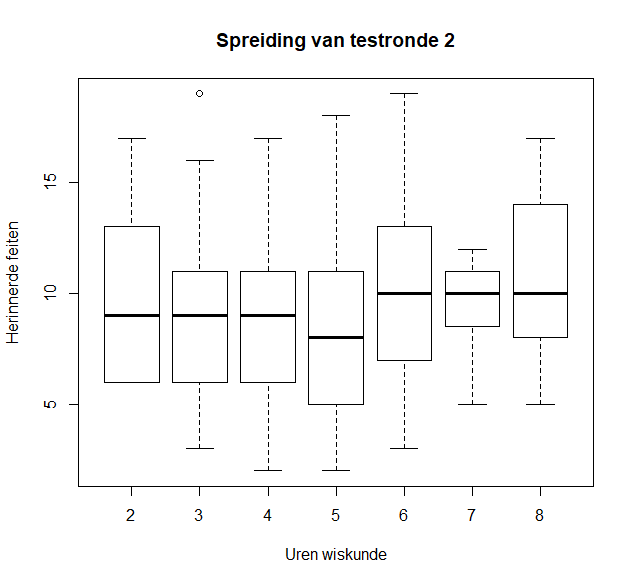 Spreiding van testronde 2
Herinnerde feiten
15
10
5
2 3 4 5 6 7 8
Uren wiskunde